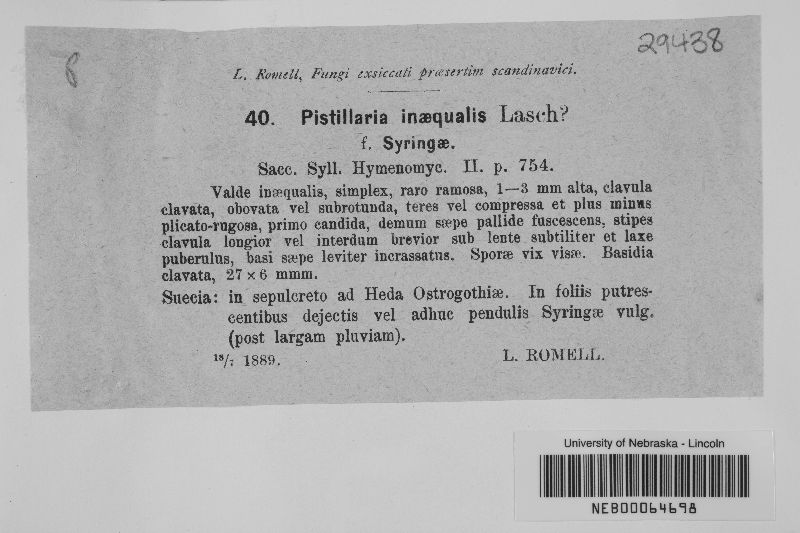 29438
L. Romell, Fungi exsiccati præsertim scandinavici.
40. Pistillaria inæqualis Lasch?
f. Syringæ.
Sacc. Syll. Hymenomyc. II. p. 754.
Valde inæqualis, simplex, raro ramosa, 1—3 mm alta, clavula
clavata, obovata vel subrotunda, teres vel compressa et plus minus
plicato-rugosa, primo candida, demum sæpe pallide fuscescens, stipes
clavula longior vel interdum brevior sub lente subtiliter et laxe
puberulus, basi sæpe leviter incrassatus. Sporæ vix visæ. Basidia
clavata, 27 × 6 mmm.
Suecia: in sepulcreto ad Heda Ostrogothiæ. In foliis putres-
centibus dejectis vel adhuc pendulis Syringæ vulg.
(post largam pluviam).
18/7 1889. L. ROMELL.
University of Nebraska - Lincoln
NEB00064698